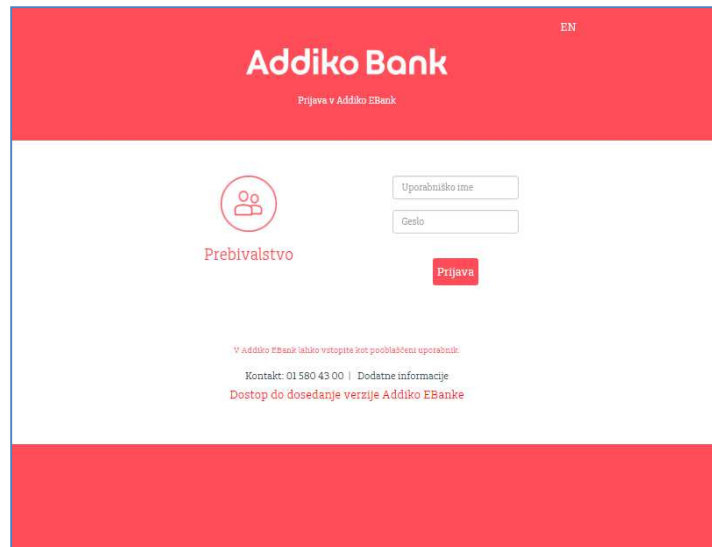 EN
Addiko Bank
Prijava v Addiko EBank
Uporabniško ime
Geslo
Prebivalstvo
Prijava
V Addiko EBank lahko vstopite kot pooblaščeni uporabnik.
Kontakt: 01 580 43 00 | Dodatne informacije
Dostop do dosedanje verzije Addiko EBanke